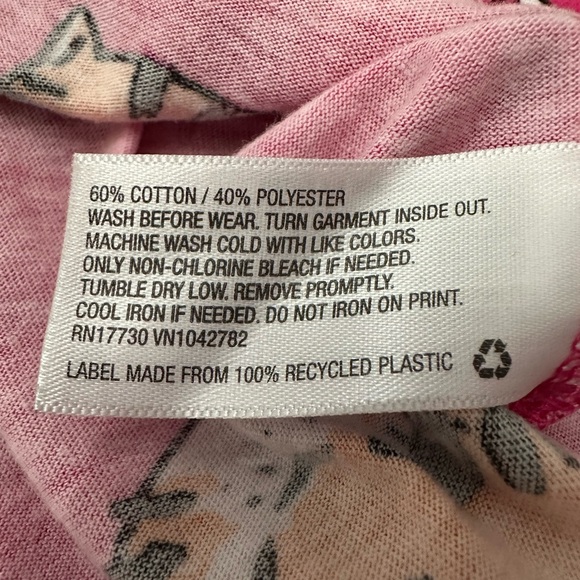 60% COTTON / 40% POLYESTER
WASH BEFORE WEAR. TURN GARMENT INSIDE OUT.
MACHINE WASH COLD WITH LIKE COLORS.
ONLY NON-CHLORINE BLEACH IF NEEDED.
TUMBLE DRY LOW. REMOVE PROMPTLY.
COOL IRON IF NEEDED. DO NOT IRON ON PRINT.
RN17730 VN1042782
LABEL MADE FROM 100% RECYCLED PLASTIC